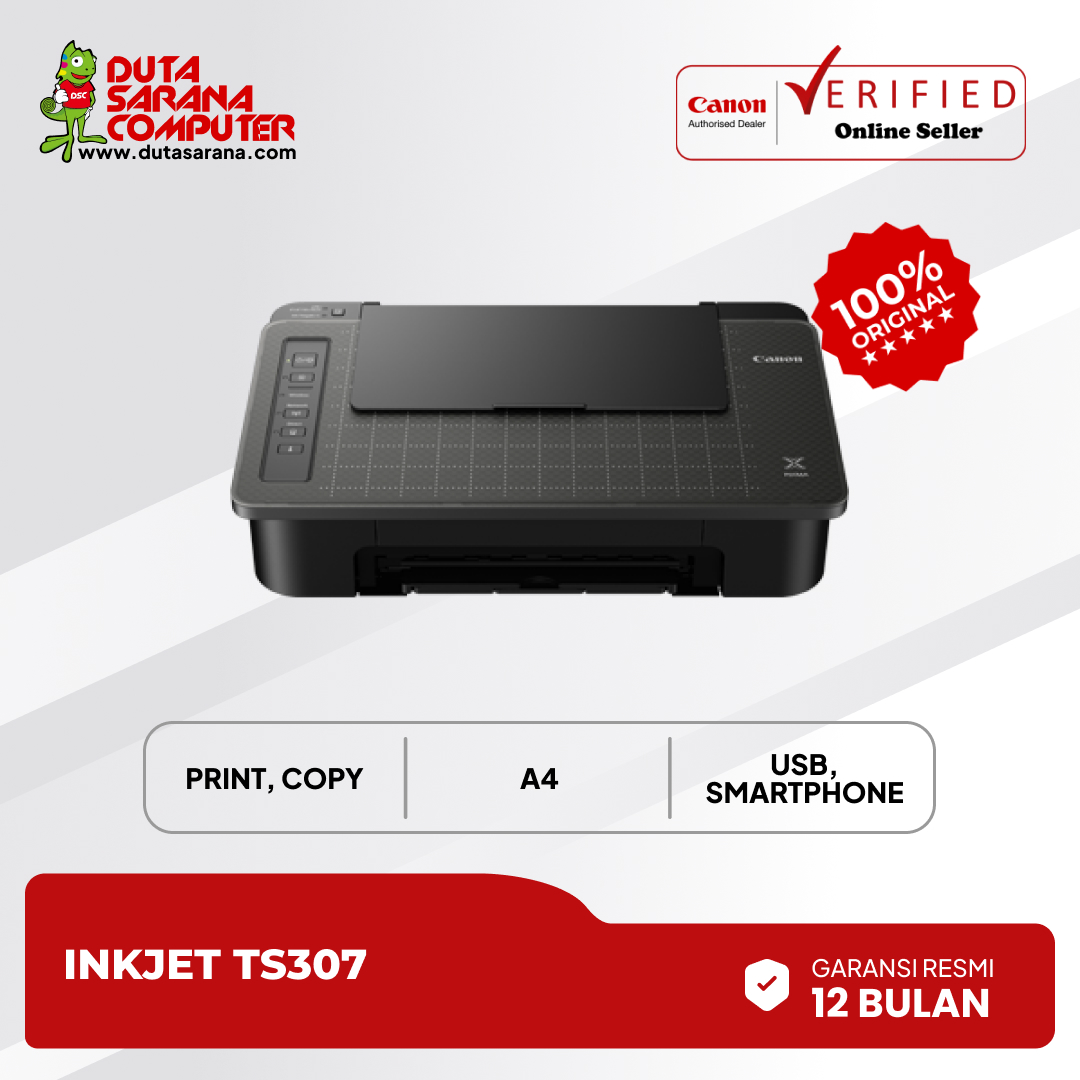 DSC
DUTA
SARANA
COMPUTER
www.dutasarana.com
Canon
Authorised Dealer
VERIFIED
Online Seller
100%
ORIGINAL
Canon
PIXMA
PRINT, COPY
A4
USB,
SMARTPHONE
INKJET TS307
GARANSI RESMI
12 BULAN